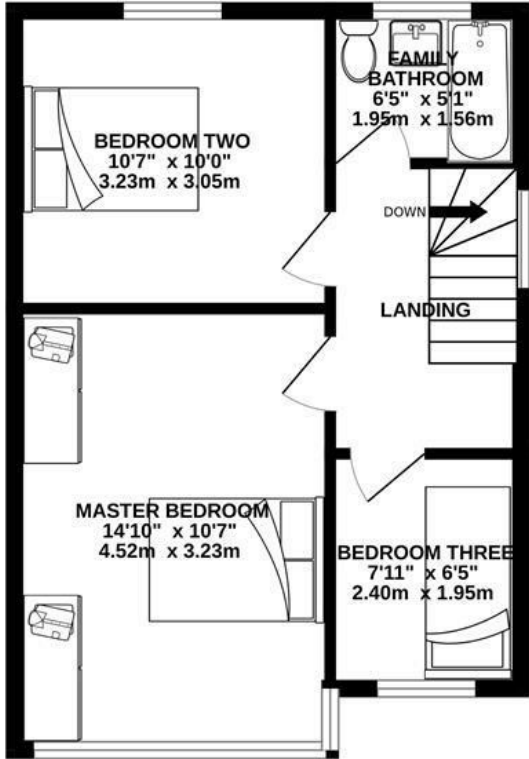 FAMILY
BATHROOM
6'5" x 5'1"
1.95m x 1.56m
BEDROOM TWO
10'7" x 10'0"
3.23m x 3.05m
DOWN
LANDING
MASTER BEDROOM
14'10" x 10'7"
4.52m x 3.23m
BEDROOM THREE
7'11" x 6'5"
2.40m x 1.95m